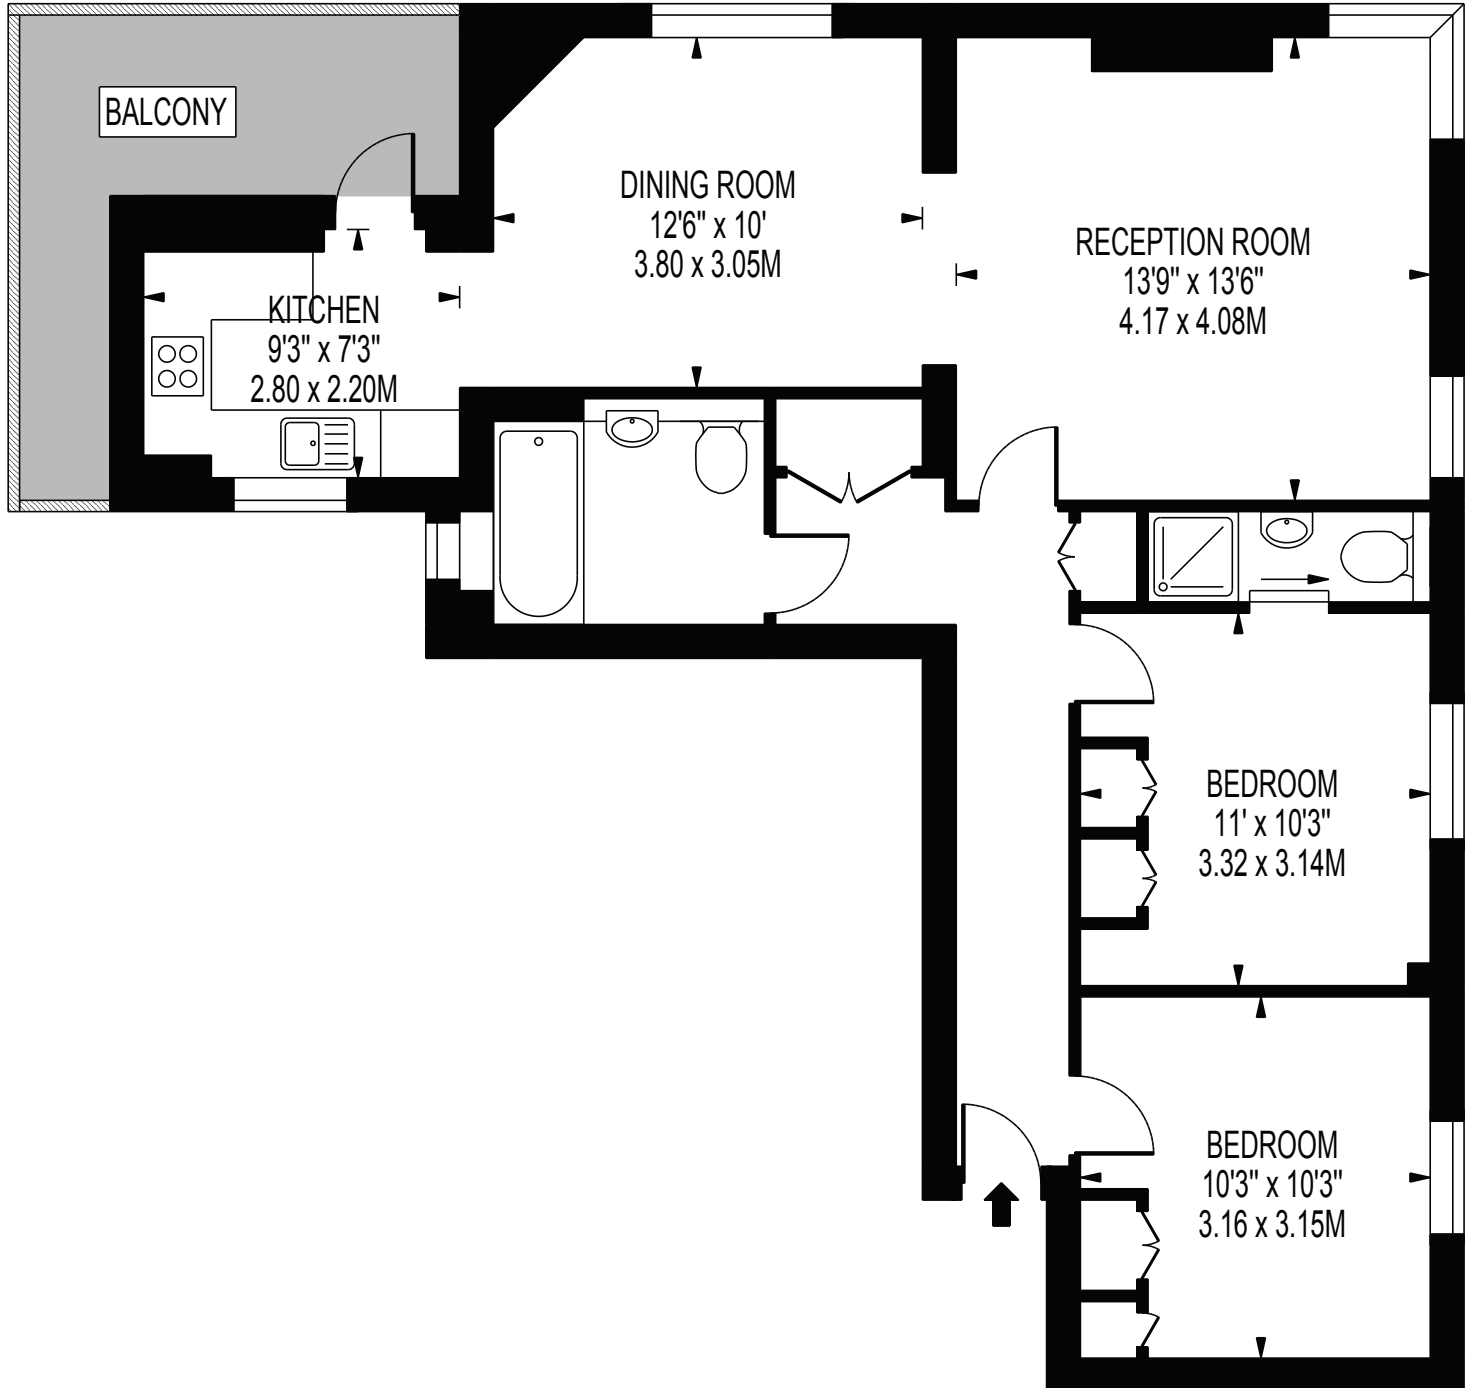 BALCONY
DINING ROOM
12'6" x 10'
3.80 x 3.05M
RECEPTION ROOM
13'9" x 13'6"
4.17 x 4.08M
KITCHEN
9'3" x 7'3"
2.80 x 2.20M
BEDROOM
11' x 10'3"
3.32 x 3.14M
BEDROOM
10'3" x 10'3"
3.16 x 3.15M